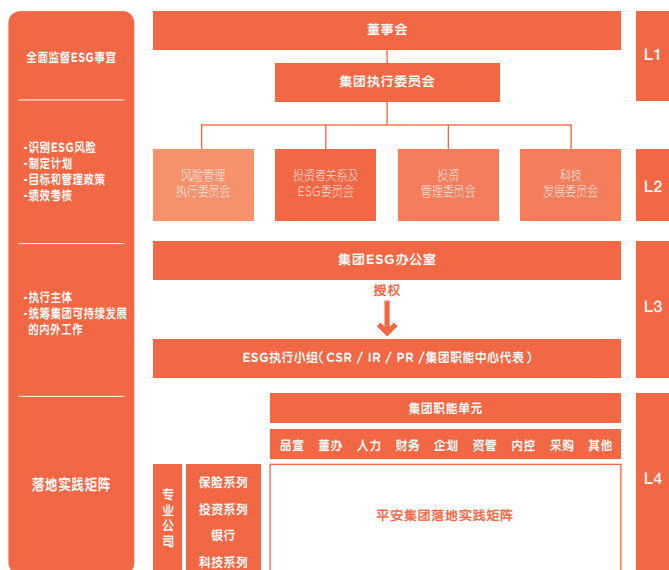 全面监督ESG事宜
-识别ESG风险
-制定计划
-目标和管理政策
-绩效考核
-执行主体
-统筹集团可持续发展
的内外工作
落地实践矩阵
董事会
集团执行委员会
风险管理
执行委员会
投资者关系及
ESG委员会
投资
管理委员会
科技
发展委员会
集团ESG办公室
授权
ESG执行小组(CSR / IR / PR /集团职能中心代表)
集团职能单元
品宣 董办 人力 财务 企划 资管 内控 采购 其他
专业公司
保险系列
投资系列
银行
科技系列
平安集团落地实践矩阵
L1
L2
L3
L4